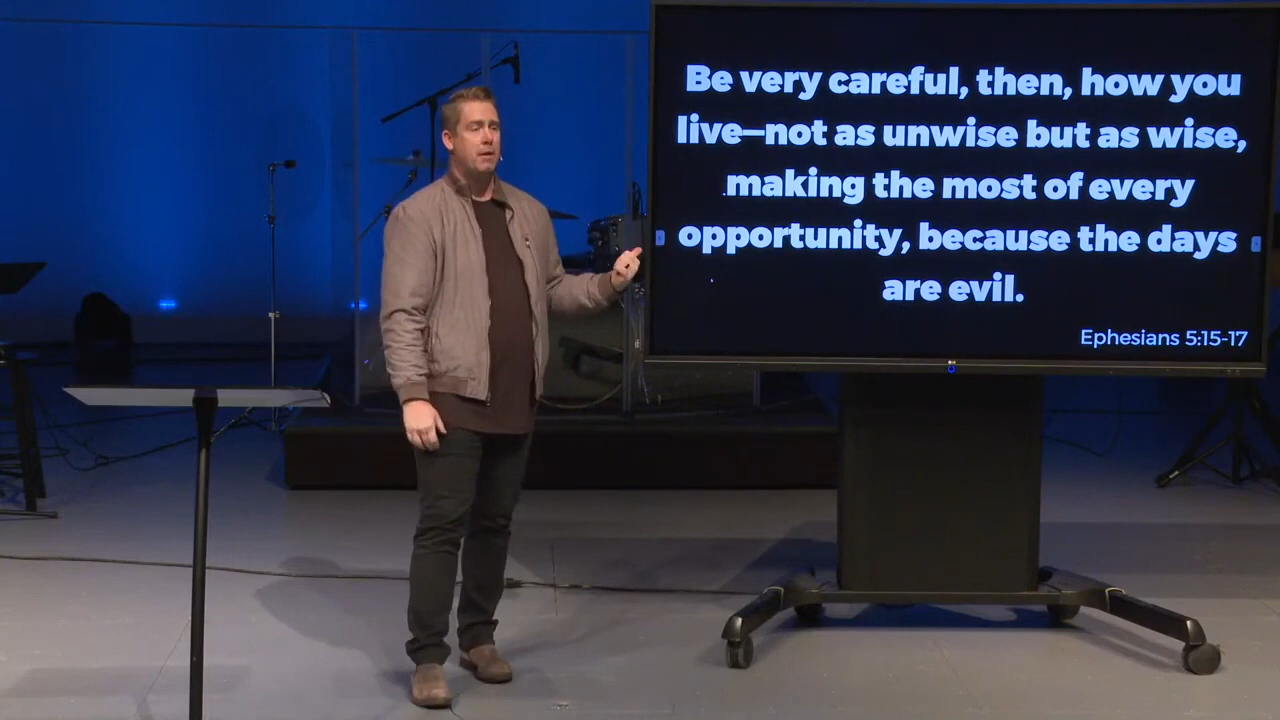 Be very careful, then, how you
live—not as unwise but as wise,
making the most of every
opportunity, because the days
are evil.
Ephesians 5:15-17